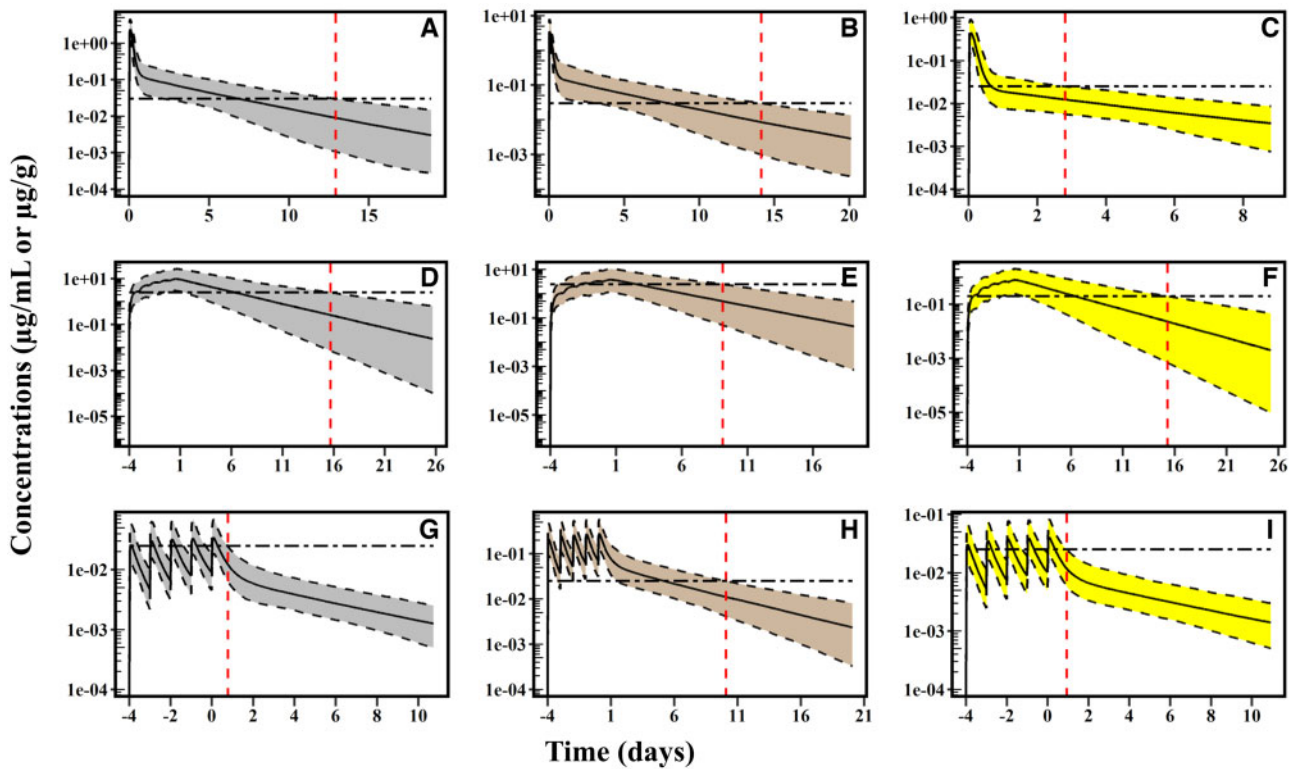 Concentrations (µg/mL or µg/g)
A
1e+00
1e-01
1e-02
1e-03
1e-04
0 5 10 15
B
1e+01
1e-01
1e-03
0 5 10 15 20
C
1e+00
1e-01
1e-02
1e-03
1e-04
0 2 4 6 8
D
1e+01
1e-01
1e-03
1e-05
-4 1 6 11 16 21 26
E
1e+01
1e-01
1e-03
1e-05
-4 1 6 11 16
F
1e-01
1e-03
1e-05
-4 1 6 11 16 21 26
G
1e-02
1e-03
1e-04
-4 -2 0 2 4 6 8 10
H
1e-01
1e-02
1e-03
1e-04
-4 1 6 11 16 21
I
1e-01
1e-02
1e-03
1e-04
-4 -2 0 2 4 6 8 10
Time (days)